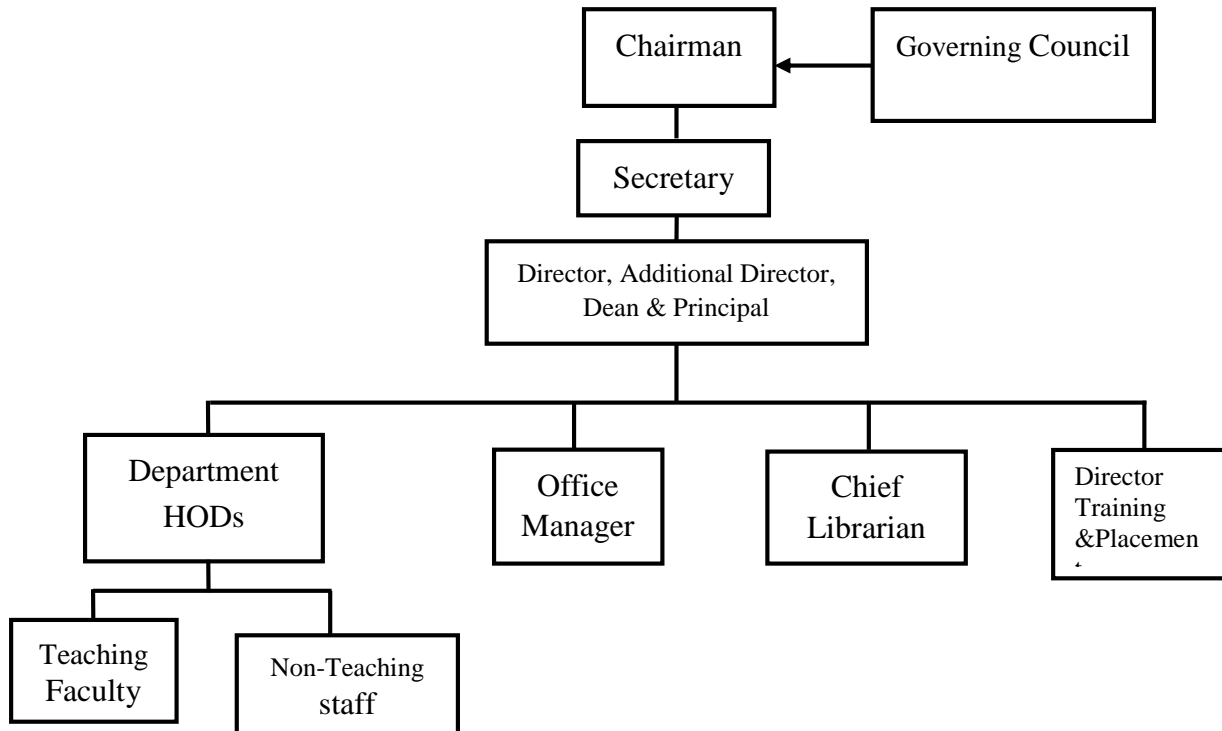 Chairman
Governing Council
Secretary
Director, Additional Director,
Dean & Principal
Department
HODs
Office
Manager
Chief
Librarian
Director
Training
&Placemen
Teaching
Faculty
Non-Teaching
staff